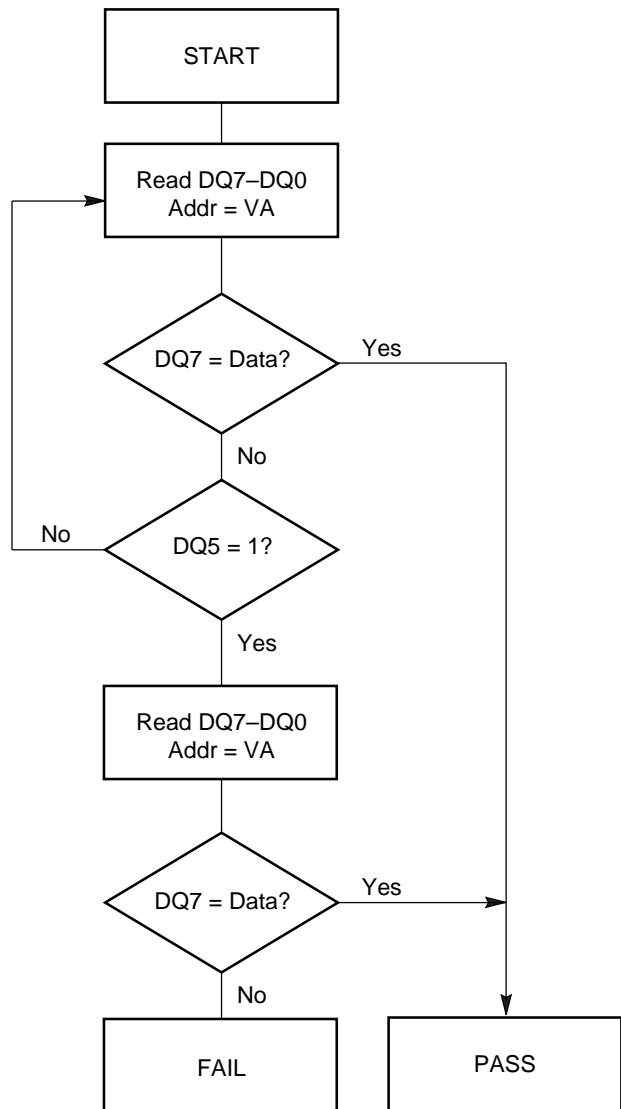 START
Read DQ7–DQ0
Addr = VA
DQ7 = Data?
Yes
No
No
DQ5 = 1?
Yes
Read DQ7–DQ0
Addr = VA
DQ7 = Data?
Yes
No
FAIL
PASS